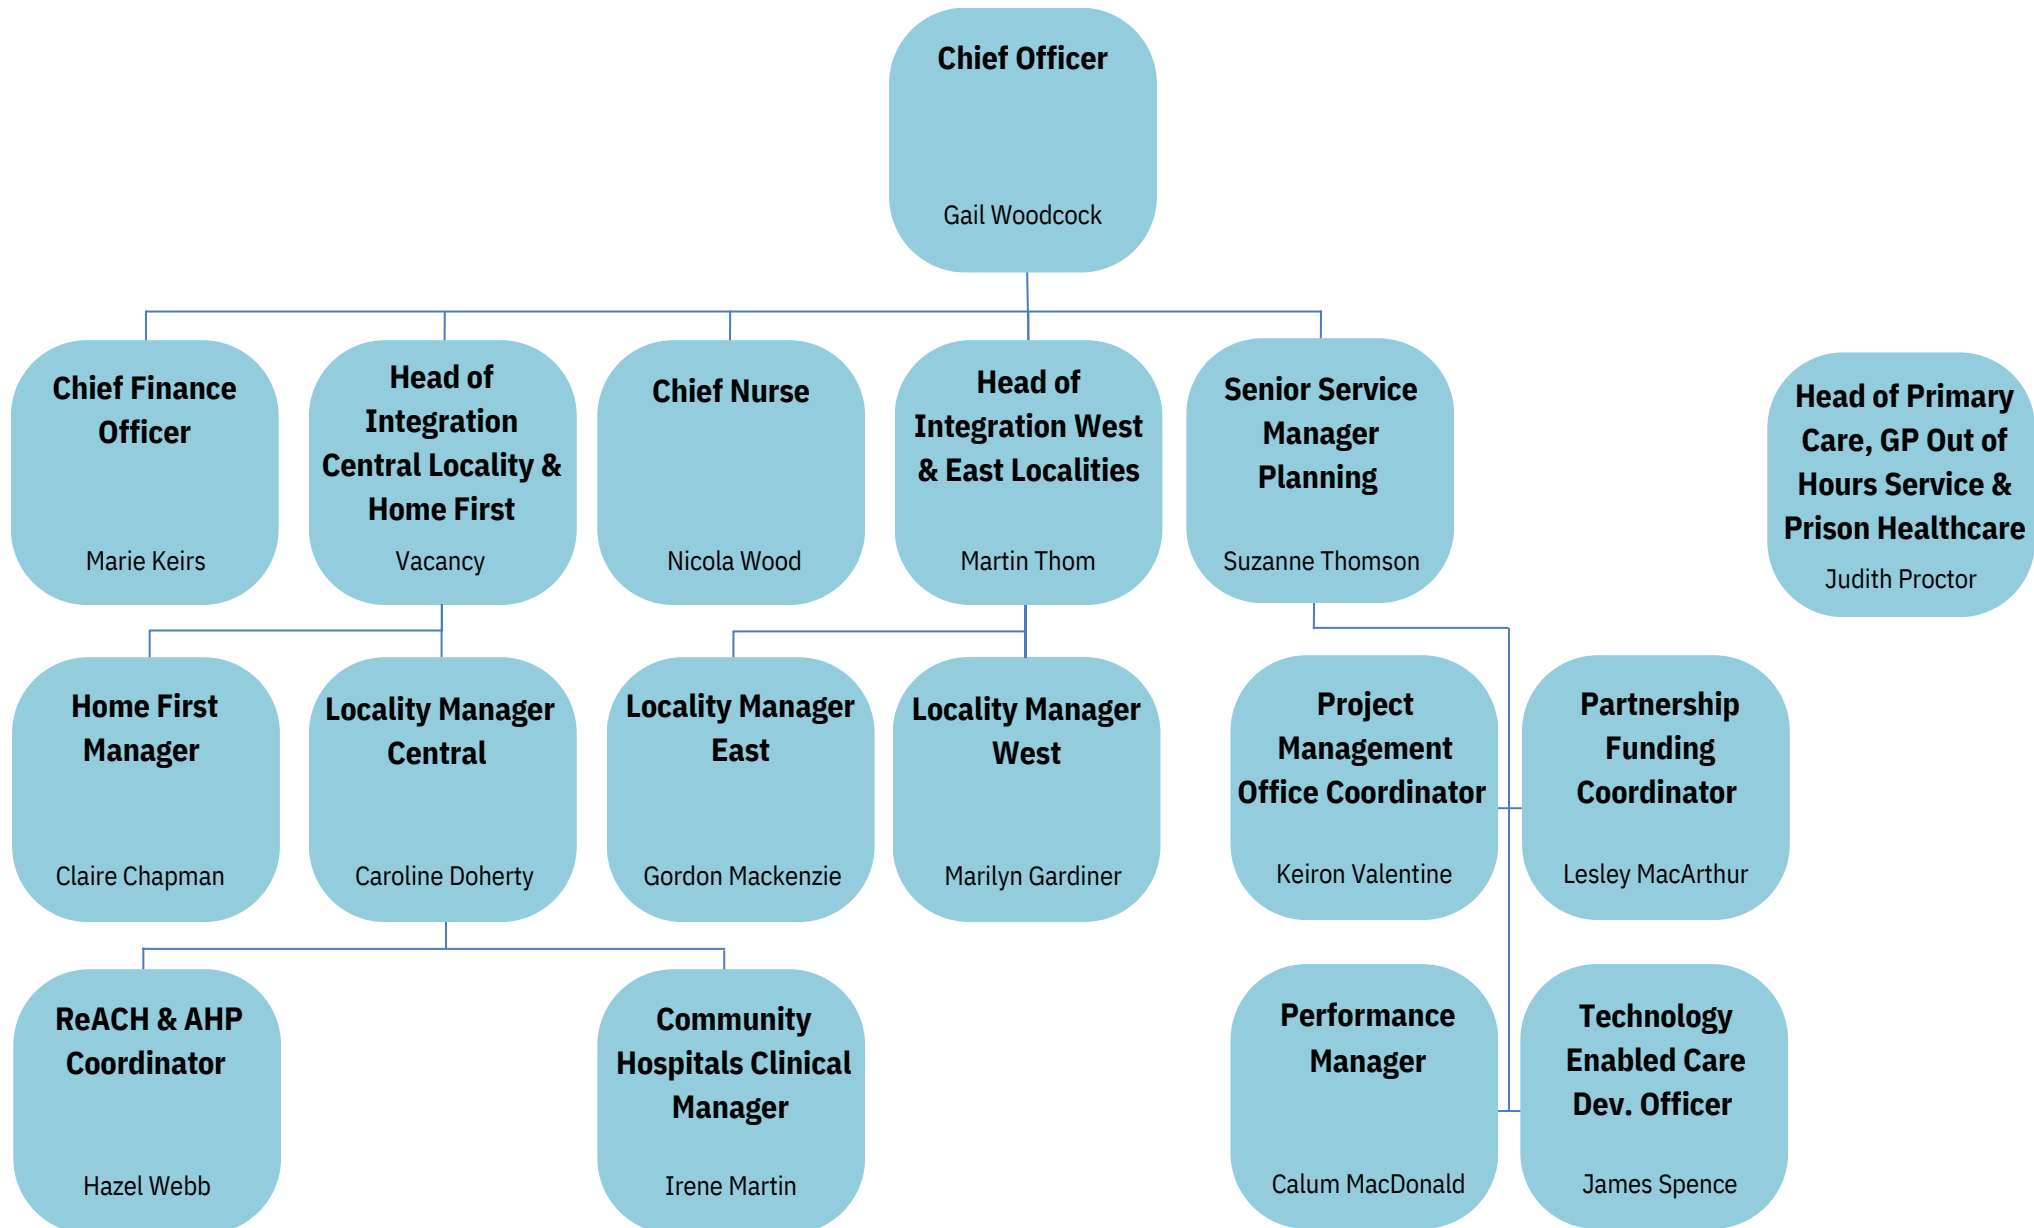 Chief Officer
Gail Woodcock
Chief Finance
Officer
Marie Keirs
Head of
Integration
Central Locality &
Home First
Vacancy
Chief Nurse
Nicola Wood
Head of
Integration West
& East Localities
Martin Thom
Senior Service
Manager
Planning
Suzanne Thomson
Head of Primary
Care, GP Out of
Hours Service &
Prison Healthcare
Judith Proctor
Home First
Manager
Claire Chapman
Locality Manager
Central
Caroline Doherty
Locality Manager
East
Gordon Mackenzie
Locality Manager
West
Marilyn Gardiner
Project
Management
Office Coordinator
Keiron Valentine
Partnership
Funding
Coordinator
Lesley MacArthur
ReACH & AHP
Coordinator
Hazel Webb
Community
Hospitals Clinical
Manager
Irene Martin
Performance
Manager
Calum MacDonald
Technology
Enabled Care
Dev. Officer
James Spence